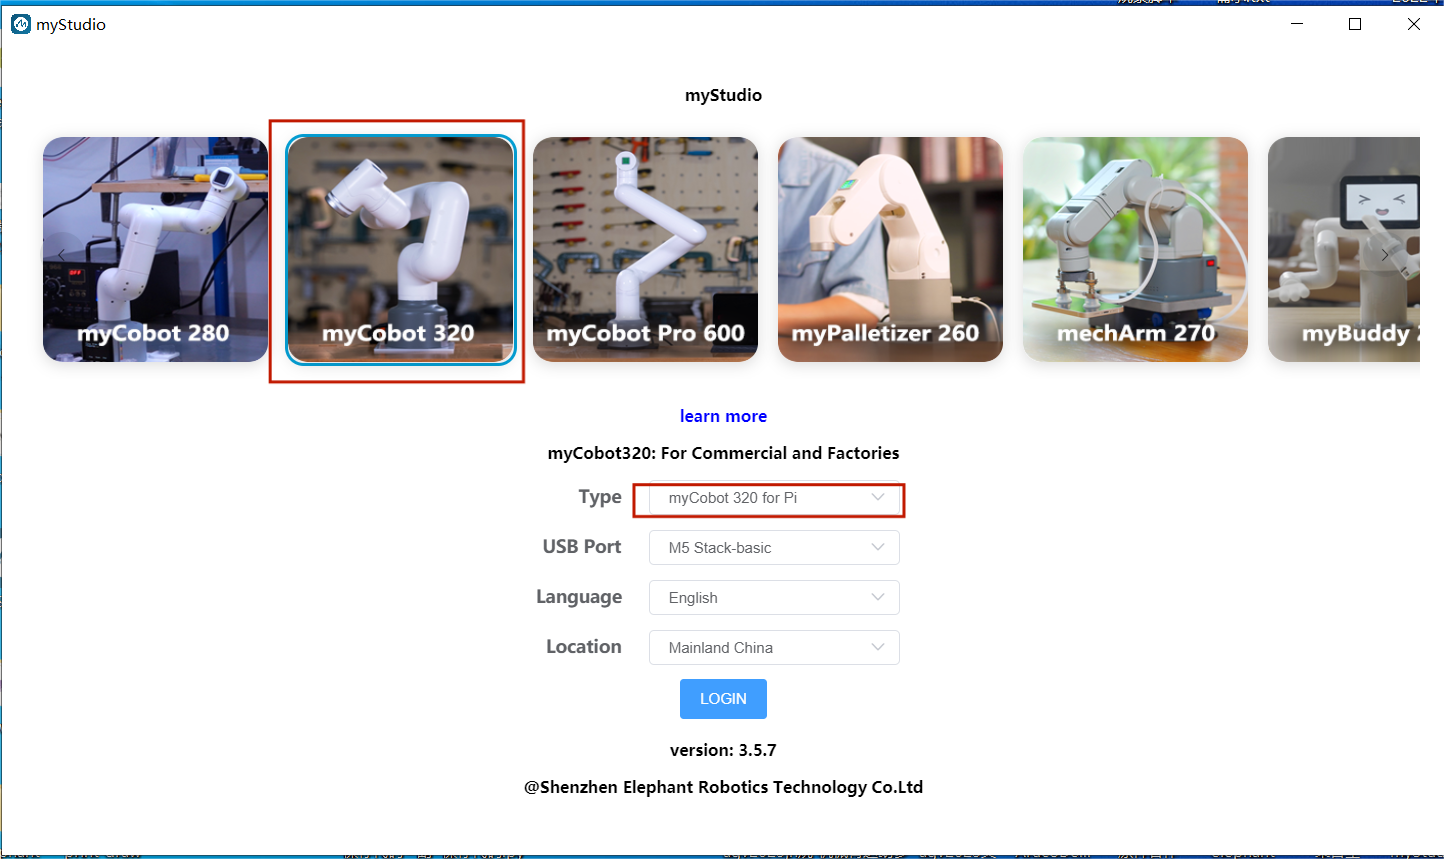 myStudio
myStudio
myCobot 280
myCobot 320
myCobot Pro 600
myPalletizer 260
mechArm 270
myBuddy
learn more
myCobot320: For Commercial and Factories
Type
myCobot 320 for Pi
USB Port
M5 Stack-basic
Language
English
Location
Mainland China
LOGIN
version: 3.5.7
@Shenzhen Elephant Robotics Technology Co.Ltd